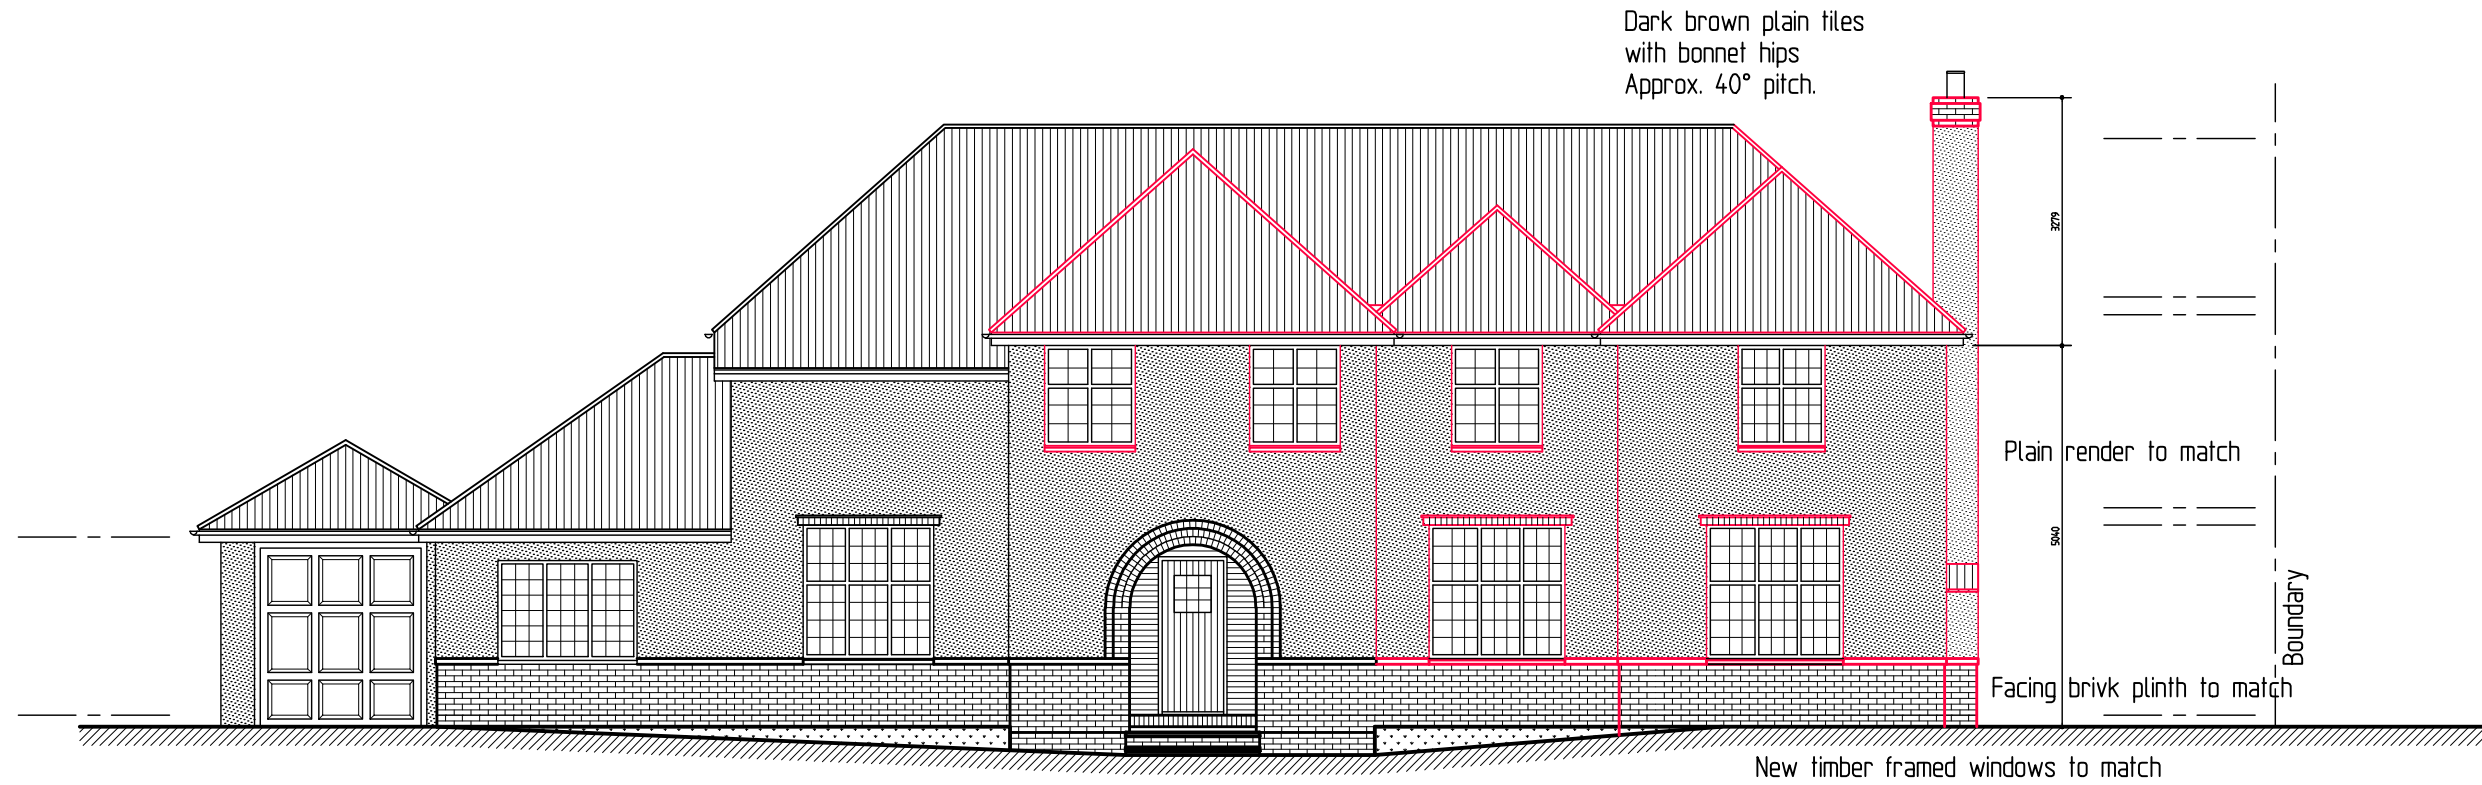 Dark brown plain tiles
with bonnet hips
Approx. 40° pitch.
3279
Plain render to match
5040
Boundary
Facing brivk plinth to match
New timber framed windows to match